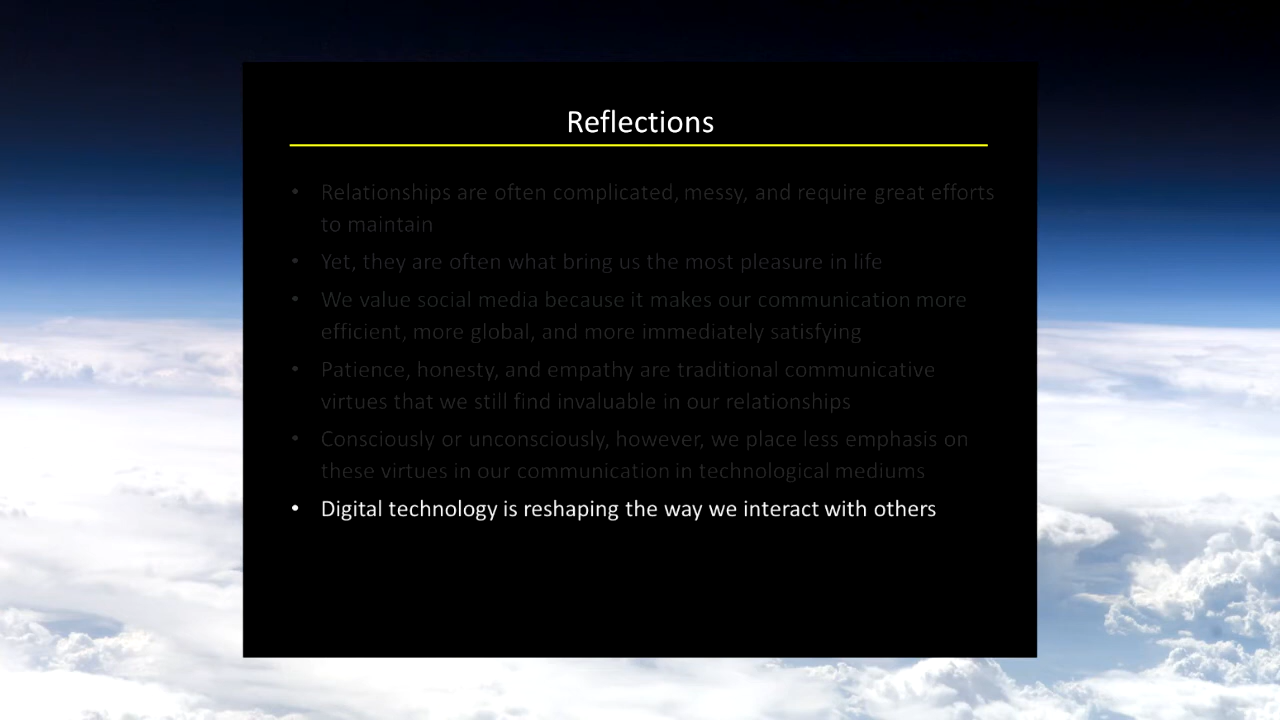 Reflections
• Relationships are often complicated, messy, and require great efforts
to maintain
• Yet, they are often what bring us the most pleasure in life
• We value social media because it makes our communication more
efficient, more global, and more immediately satisfying
• Patience, honesty, and empathy are traditional communicative
virtues that we still find invaluable in our relationships
• Consciously or unconsciously, however, we place less emphasis on
these virtues in our communication in technological mediums
• Digital technology is reshaping the way we interact with others